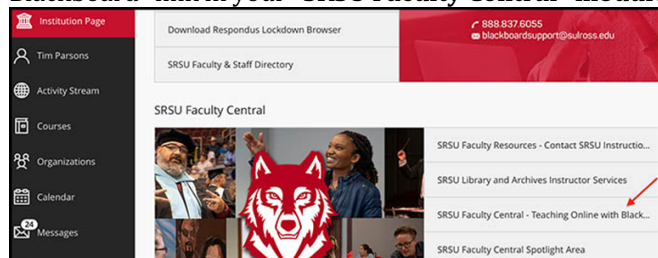 Institution Page
Tim Parsons
Activity Stream
Courses
Organizations
Calendar
24
Messages
Download Respondus Lockdown Browser
SRSU Faculty & Staff Directory
888.837.6055
blackboardsupport@sulross.edu
SRSU Faculty Central
SRSU Faculty Resources - Contact SRSU Instructio...
SRSU Library and Archives Instructor Services
SRSU Faculty Central - Teaching Online with Black...
SRSU Faculty Central Spotlight Area